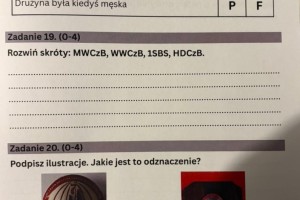 Drużyna była kiedyś męska
P F
Zadanie 19. (0-4)
Rozwiń skróty: MWCzB, WWCzB, 1SBS, HDCzB.
Zadanie 20. (0-4)
Podpisz ilustracje. Jakie jest to odznaczenie?